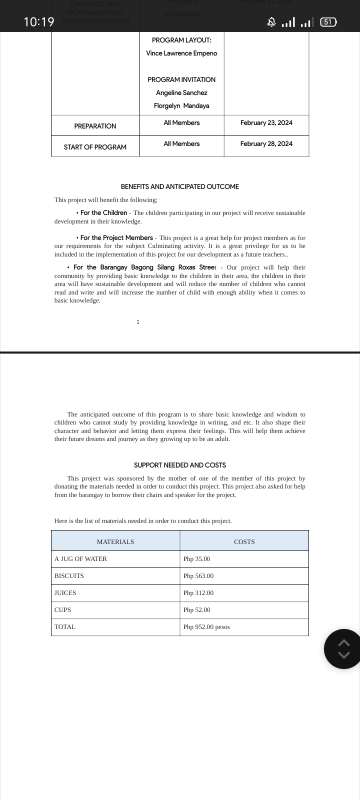 10:19
51
PROGRAM LAYOUT:
Vince Lawrence Empeno
PROGRAM INVITATION
Angeline Sanchez
Florgelyn Mandaya
PREPARATION All Members February 23, 2024
START OF PROGRAM All Members February 28, 2024
BENEFITS AND ANTICIPATED OUTCOME
This project will benefit the following;
• For the Children - The children participating in our project will receive sustainable
development in their knowledge.
• For the Project Members - This project is a great help for project members as for
our requirements for the subject Culminating activity. It is a great privilege for us to be
included in the implementation of this project for our development as a future teachers..
• For the Barangay Bagong Silang Roxas Street - Our project will help their
community by providing basic knowledge to the children in their area, the children in their
area will have sustainable development and will reduce the number of children who cannot
read and write and will increase the number of child with enough ability when it comes to
basic knowledge.
The anticipated outcome of this program is to share basic knowledge and wisdom to
children who cannot study by providing knowledge in writing, and etc. It also shape their
character and behavior and letting them express their feelings. This will help them achieve
their future dreams and journey as they growing up to be an adult.
SUPPORT NEEDED AND COSTS
This project was sponsored by the mother of one of the member of this project by
donating the materials needed in order to conduct this project. This project also asked for help
from the barangay to borrow their chairs and speaker for the project.
Here is the list of materials needed in order to conduct this project.
MATERIALS COSTS
A JUG OF WATER Php 35.00
BISCUITS Php 563.00
JUICES Php 312.00
CUPS Php 52.00
TOTAL Php 952.00 pesos